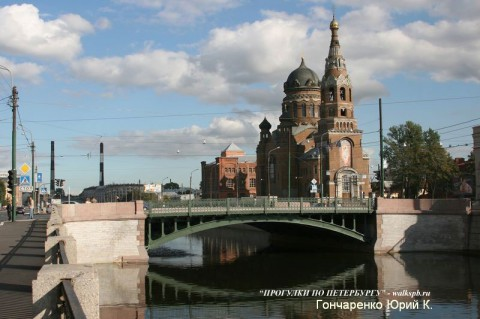 "ПРОГУЛКИ ПО ПЕТЕРБУРГУ" - walkspb.ru
Гончаренко Юрий К.